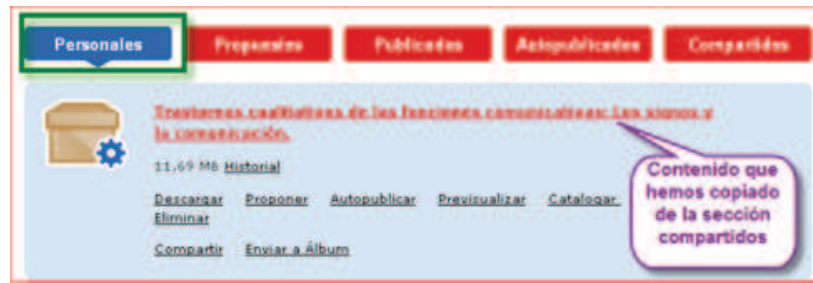 Personales Propuestos Publicados Autopublicados Compartidos
Trastornos cualitativos de las funciones comunicativas: Los signos y
la comunicación.
11,69 MB Historial
Descargar Proponer Autopublicar Previsualizar Catalogar
Eliminar
Compartir Enviar a Álbum
Contenido que
hemos copiado
de la sección
compartidos